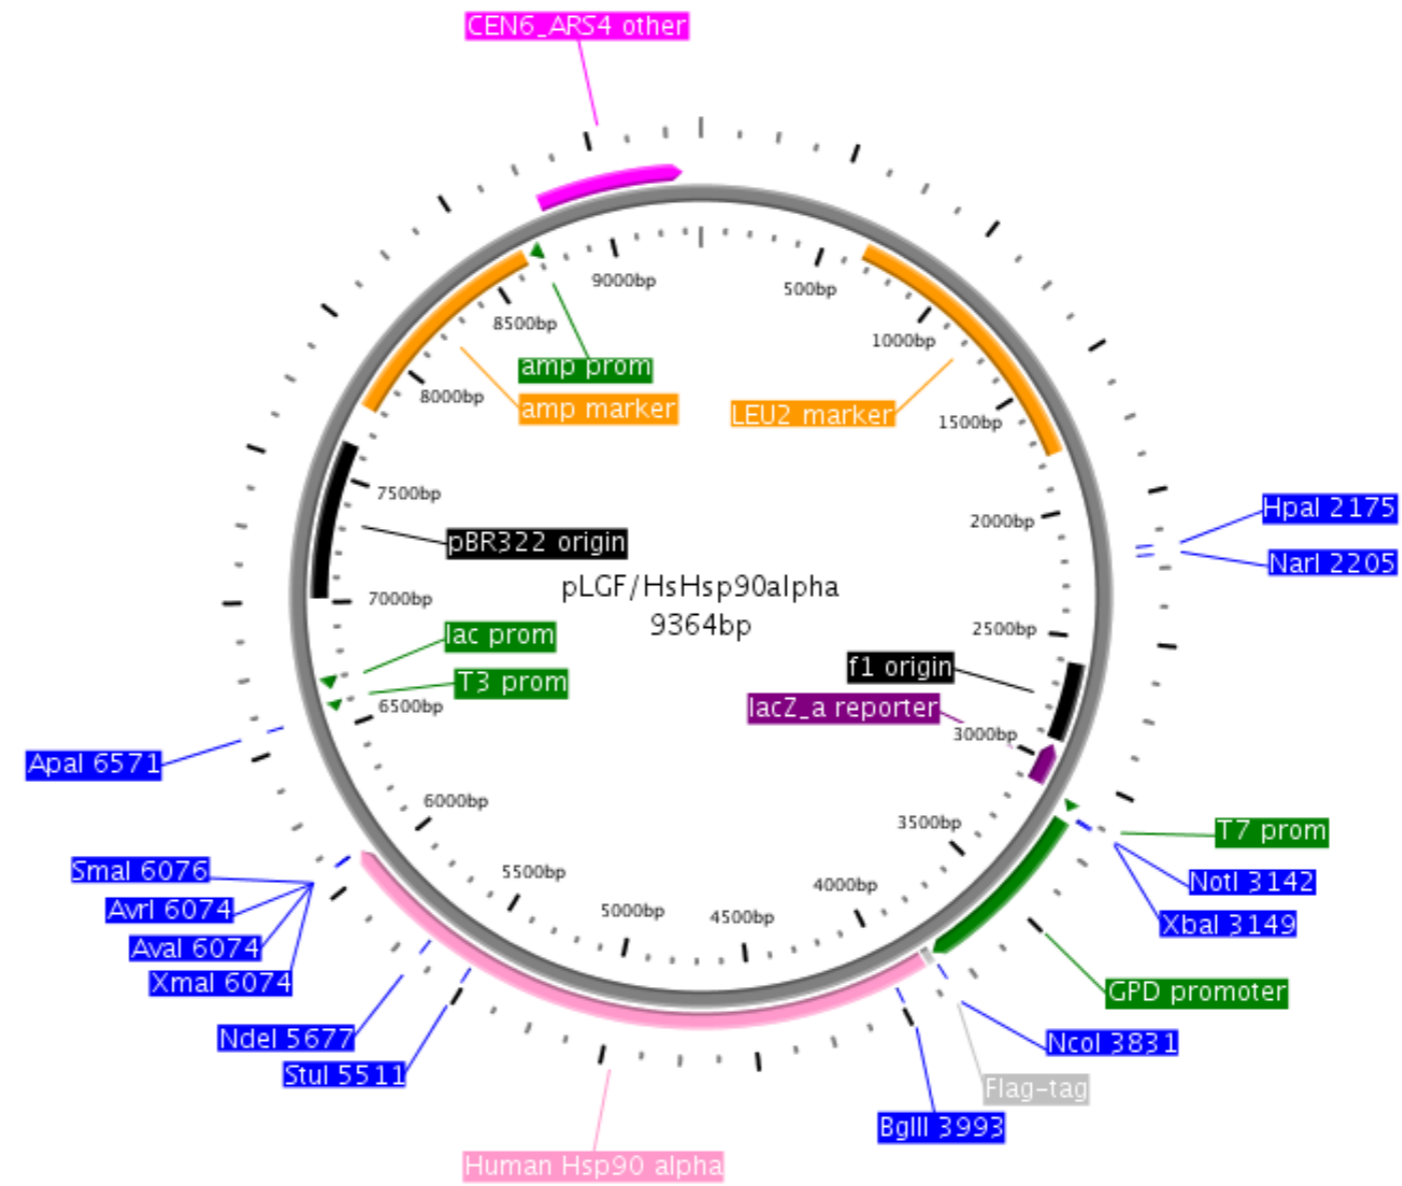 CEN6_ARS4 other
9000bp
500bp
8500bp
1000bp
amp prom
8000bp
amp marker
LEU2 marker
1500bp
7500bp
2000bp
HpaI 2175
pBR322 origin
NarI 2205
pLGF/HsHsp90alpha
9364bp
7000bp
2500bp
lac prom
f1 origin
T3 prom
6500bp
lacZ_a reporter
3000bp
ApaI 6571
6000bp
3500bp
T7 prom
SmaI 6076
5500bp
4000bp
NotI 3142
AvrI 6074
5000bp
4500bp
XbaI 3149
AvaI 6074
XmaI 6074
GPD promoter
NdeI 5677
NcoI 3831
StuI 5511
Flag-tag
BglII 3993
Human Hsp90 alpha